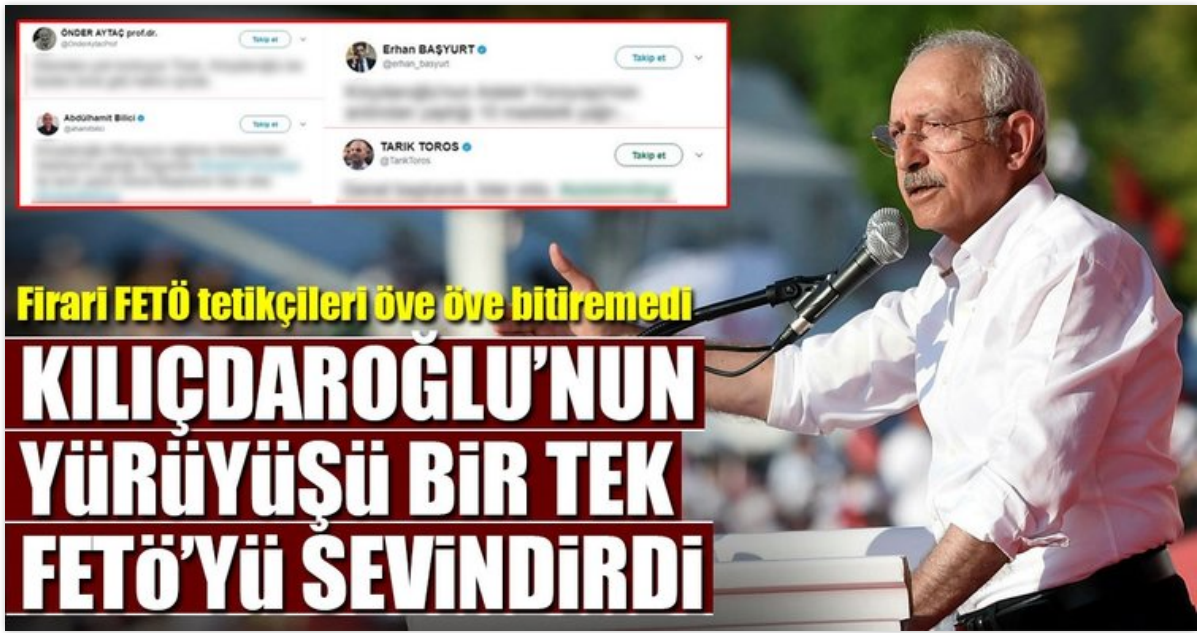 ÖNDER AYTAÇ prof.dr.
@OnderAytacProf
Takip et
Abdülhamit Bilici
@ahamitbilici
Takip et
Erhan BAŞYURT
@erhan_basyurt
Takip et
TARIK TOROS
@TarikToros
Takip et
Firari FETÖ tetikçileri öve öve bitiremedi
KILIÇDAROĞLU'NUN
YÜRÜYÜŞÜ BİR TEK
FETÖ'YÜ SEVİNDİRDİ